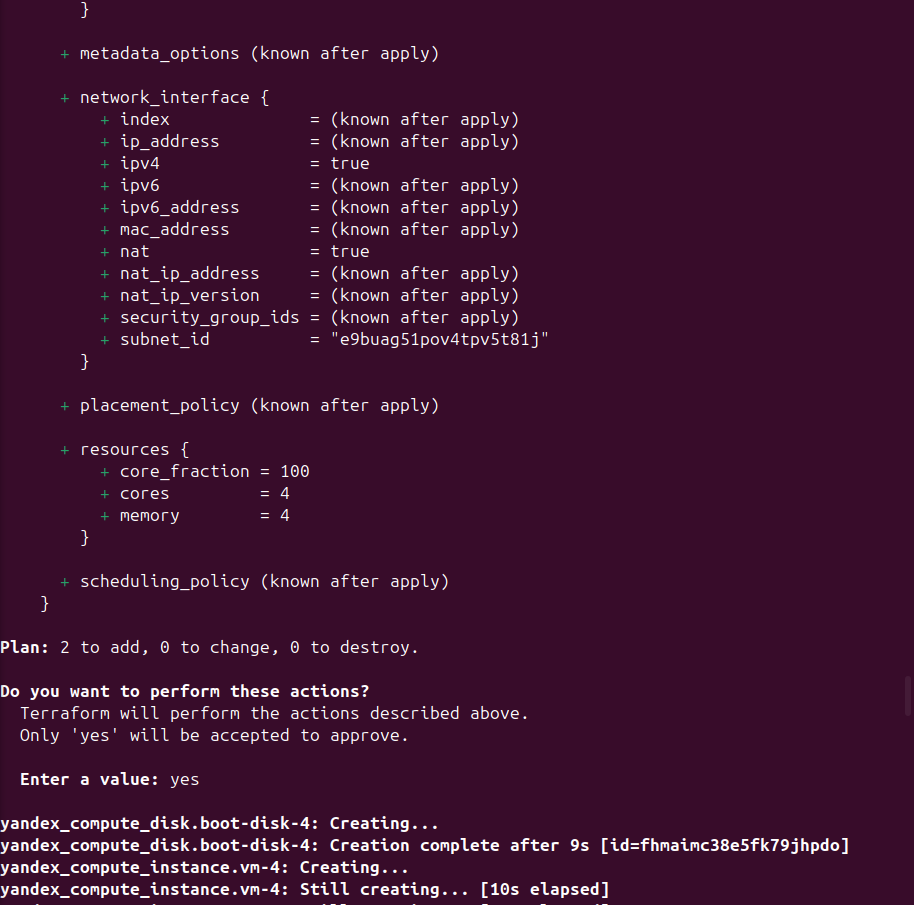 }
+ metadata_options (known after apply)
+ network_interface {
+ index = (known after apply)
+ ip_address = (known after apply)
+ ipv4 = true
+ ipv6 = (known after apply)
+ ipv6_address = (known after apply)
+ mac_address = (known after apply)
+ nat = true
+ nat_ip_address = (known after apply)
+ nat_ip_version = (known after apply)
+ security_group_ids = (known after apply)
+ subnet_id = "e9buag51pov4tpv5t81j"
}
+ placement_policy (known after apply)
+ resources {
+ core_fraction = 100
+ cores = 4
+ memory = 4
}
+ scheduling_policy (known after apply)
}
Plan: 2 to add, 0 to change, 0 to destroy.
Do you want to perform these actions?
Terraform will perform the actions described above.
Only 'yes' will be accepted to approve.
Enter a value: yes
yandex_compute_disk.boot-disk-4: Creating...
yandex_compute_disk.boot-disk-4: Creation complete after 9s [id=fhmaimc38e5fk79jhpdo]
yandex_compute_instance.vm-4: Creating...
yandex_compute_instance.vm-4: Still creating... [10s elapsed]